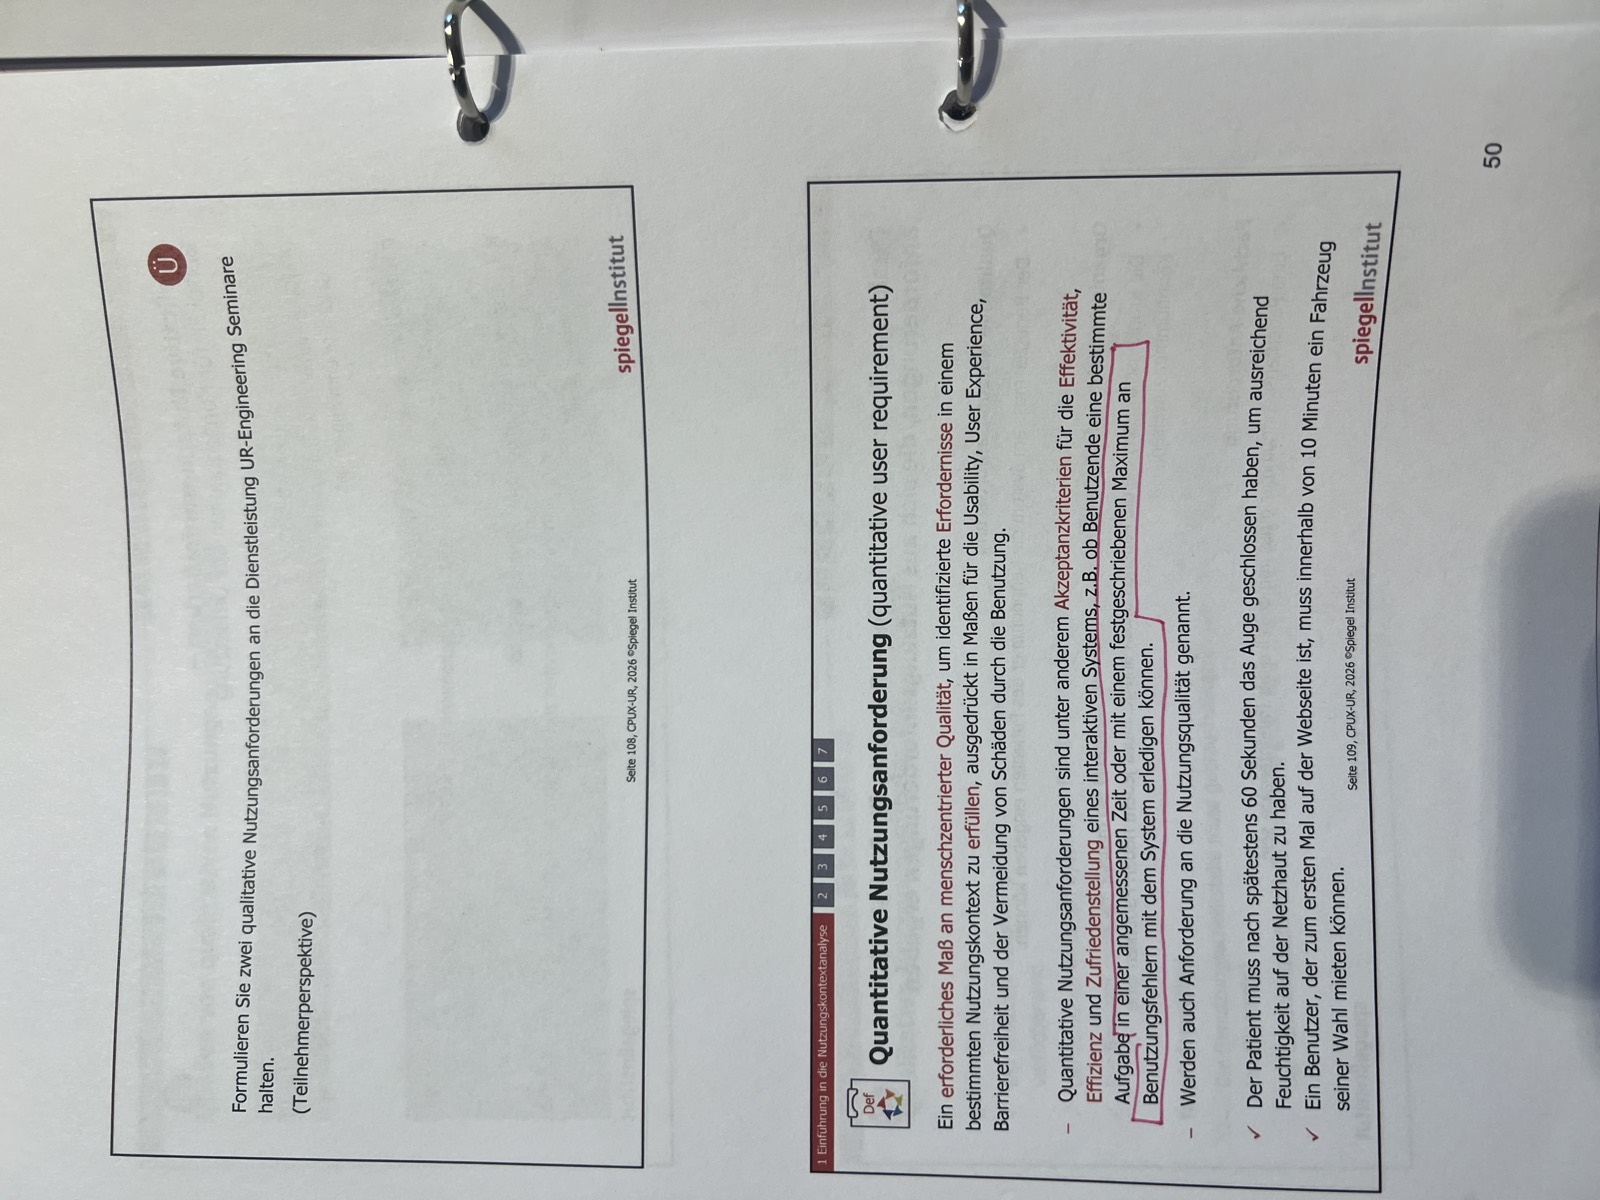 Ü
Formulieren Sie zwei qualitative Nutzungsanforderungen an die Dienstleistung UR-Engineering Seminare
halten.
(Teilnehmerperspektive)
Seite 108, CPUX-UR, 2026 ©Spiegel Institut
spiegelInstitut
1 Einführung in die Nutzungskontextanalyse 2 3 4 5 6 7
Def
Quantitative Nutzungsanforderung (quantitative user requirement)
Ein erforderliches Maß an menschzentrierter Qualität, um identifizierte Erfordernisse in einem
bestimmten Nutzungskontext zu erfüllen, ausgedrückt in Maßen für die Usability, User Experience,
Barrierefreiheit und der Vermeidung von Schäden durch die Benutzung.
– Quantitative Nutzungsanforderungen sind unter anderem Akzeptanzkriterien für die Effektivität,
Effizienz und Zufriedenstellung eines interaktiven Systems, z.B. ob Benutzende eine bestimmte
Aufgabe in einer angemessenen Zeit oder mit einem festgeschriebenen Maximum an
Benutzungsfehlern mit dem System erledigen können.
– Werden auch Anforderung an die Nutzungsqualität genannt.
✓ Der Patient muss nach spätestens 60 Sekunden das Auge geschlossen haben, um ausreichend
Feuchtigkeit auf der Netzhaut zu haben.
✓ Ein Benutzer, der zum ersten Mal auf der Webseite ist, muss innerhalb von 10 Minuten ein Fahrzeug
seiner Wahl mieten können.
Seite 109, CPUX-UR, 2026 ©Spiegel Institut
spiegelInstitut
50